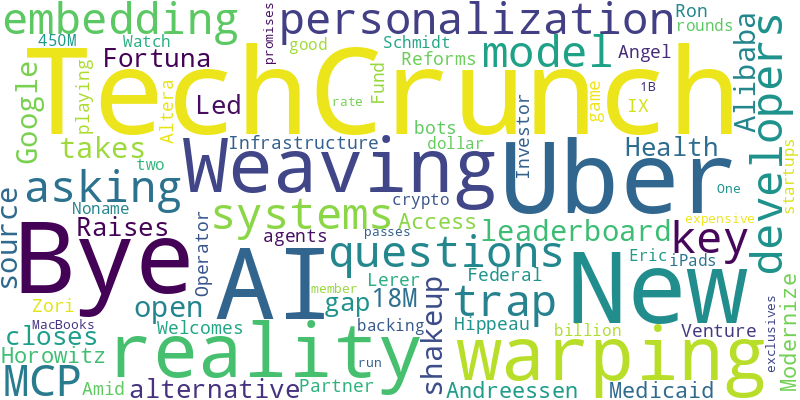 embedding
450M
Watch
Fortuna
promises
good
personalization
Ron
rounds
Schmidt
Reforms
model
Angel
Alibaba
developers
TechCrunch
Google
playing
Altera
Led
Fund
rate
bots
dollar
1B
IX
game
takes
two
Infrastructure
Investor
Health
startups
asking
Weaving
Uber
One
source
Noname
Raises
Operator
systems
crypto
Access
passes
leaderboard
expensive
key
Bye
AI
agents
questions
New
Eric
iPads
Zori
open
member
gap
18M
Lerer
Federal
trap
MacBooks
closes
Welcomes
backing
Hippeau
billion
Venture
exclusives
Modernize
Horowitz
reality
run
shakeup
warping
MCP
Amid
alternative
Partner
Andreessen
Medicaid